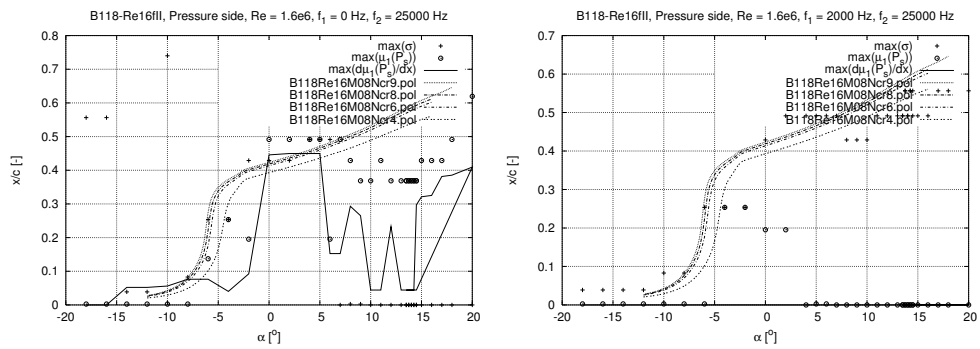 B118-Re16fII, Pressure side, Re = 1.6e6, f₁ = 0 Hz, f₂ = 25000 Hz
max(σ)
max(μ₁(Pₛ))
max(dμ₁(Pₛ)/dx)
B118Re16M08Ncr9.pol
B118Re16M08Ncr8.pol
B118Re16M08Ncr6.pol
B118Re16M08Ncr4.pol
0.8
0.7
0.6
0.5
0.4
0.3
0.2
0.1
0
x/c [-]
-20 -15 -10 -5 0 5 10 15 20
α [°]
B118-Re16fII, Pressure side, Re = 1.6e6, f₁ = 2000 Hz, f₂ = 25000 Hz
max(σ)
max(μ₁(Pₛ))
max(dμ₁(Pₛ)/dx)
B118Re16M08Ncr9.pol
B118Re16M08Ncr8.pol
B118Re16M08Ncr6.pol
B118Re16M08Ncr4.pol
0.7
0.6
0.5
0.4
0.3
0.2
0.1
0
x/c [-]
-20 -15 -10 -5 0 5 10 15 20
α [°]